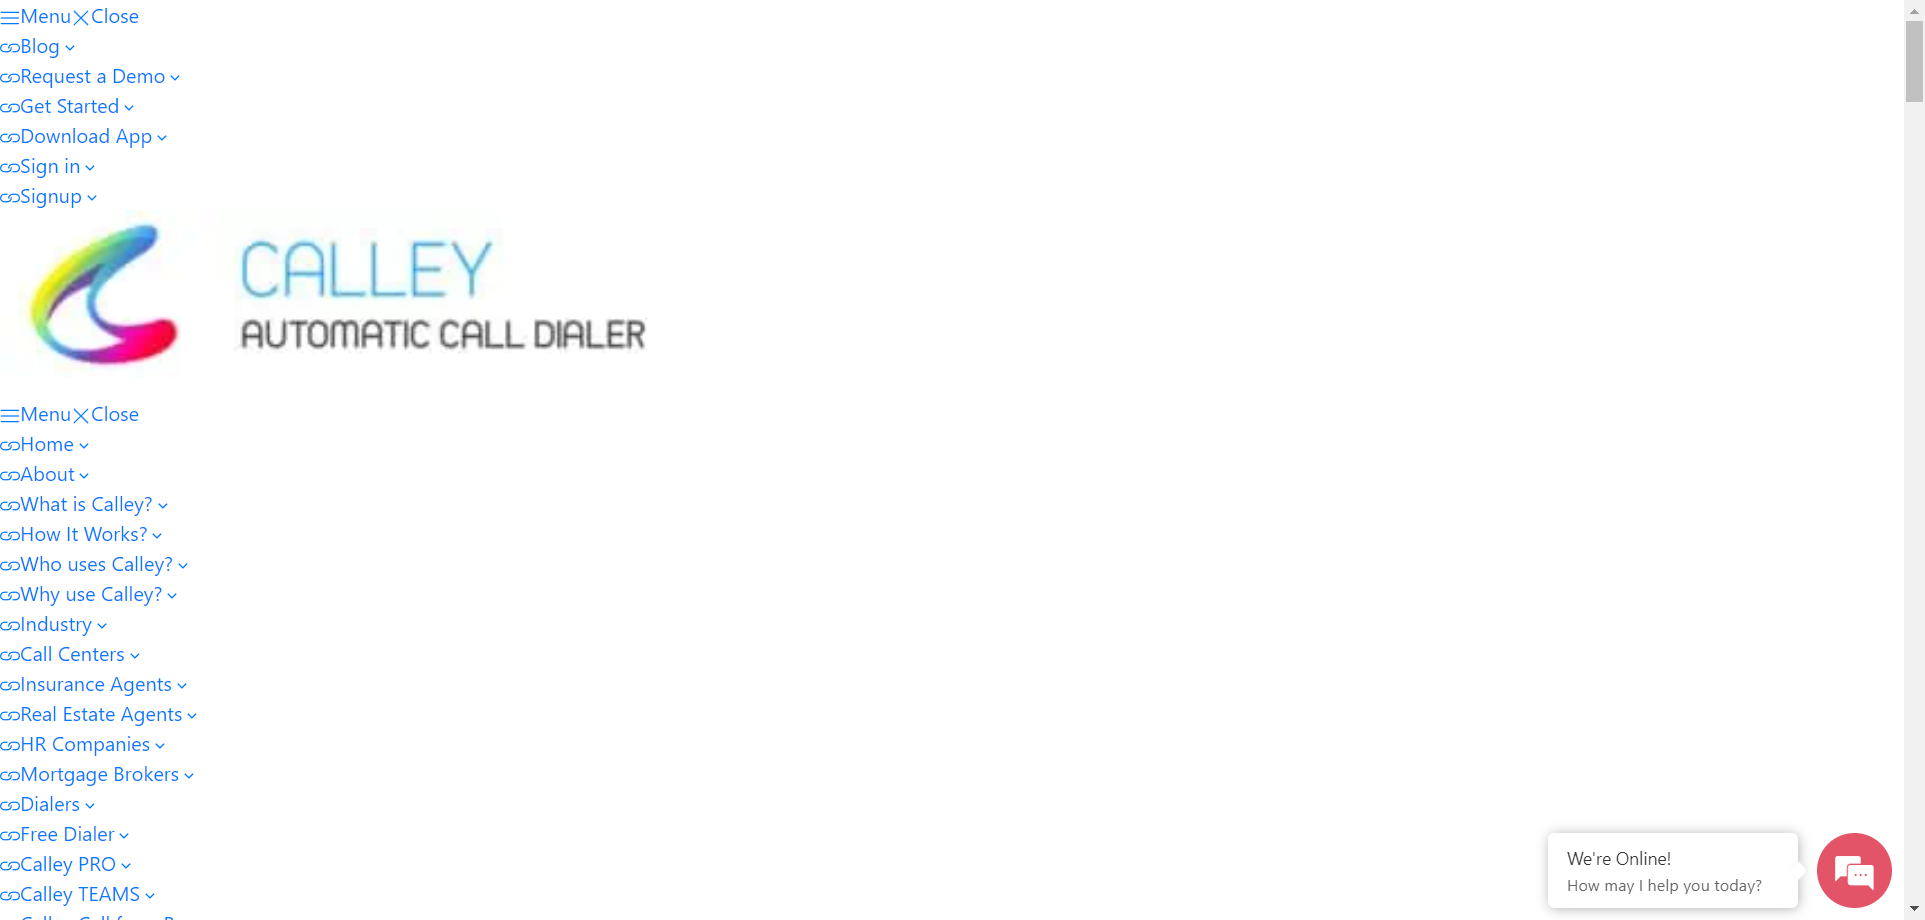 Menu Close
Blog
Request a Demo
Get Started
Download App
Sign in
Signup
CALLEY
AUTOMATIC CALL DIALER
Menu Close
Home
About
What is Calley?
How It Works?
Who uses Calley?
Why use Calley?
Industry
Call Centers
Insurance Agents
Real Estate Agents
HR Companies
Mortgage Brokers
Dialers
Free Dialer
Calley PRO
Calley TEAMS
We're Online!
How may I help you today?